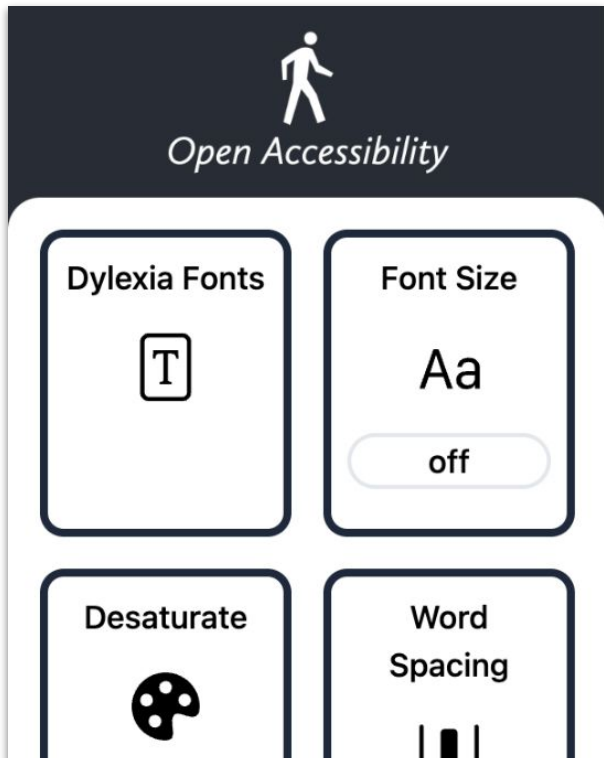 Open Accessibility
Dylexia Fonts
T
Font Size
Aa
off
Desaturate
Word
Spacing